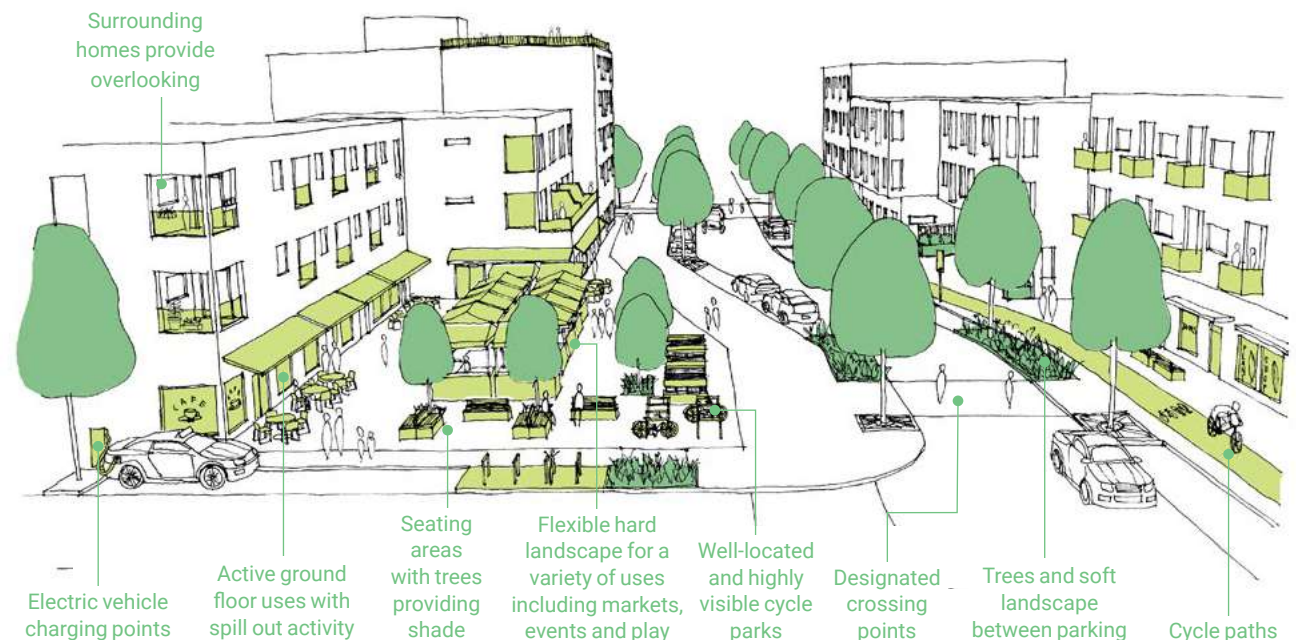 Surrounding
homes provide
overlooking
CAFE
Electric vehicle
charging points
Active ground
floor uses with
spill out activity
Seating
areas
with trees
providing
shade
Flexible hard
landscape for a
variety of uses
including markets,
events and play
Well-located
and highly
visible cycle
parks
Designated
crossing
points
Trees and soft
landscape
between parking
Cycle paths